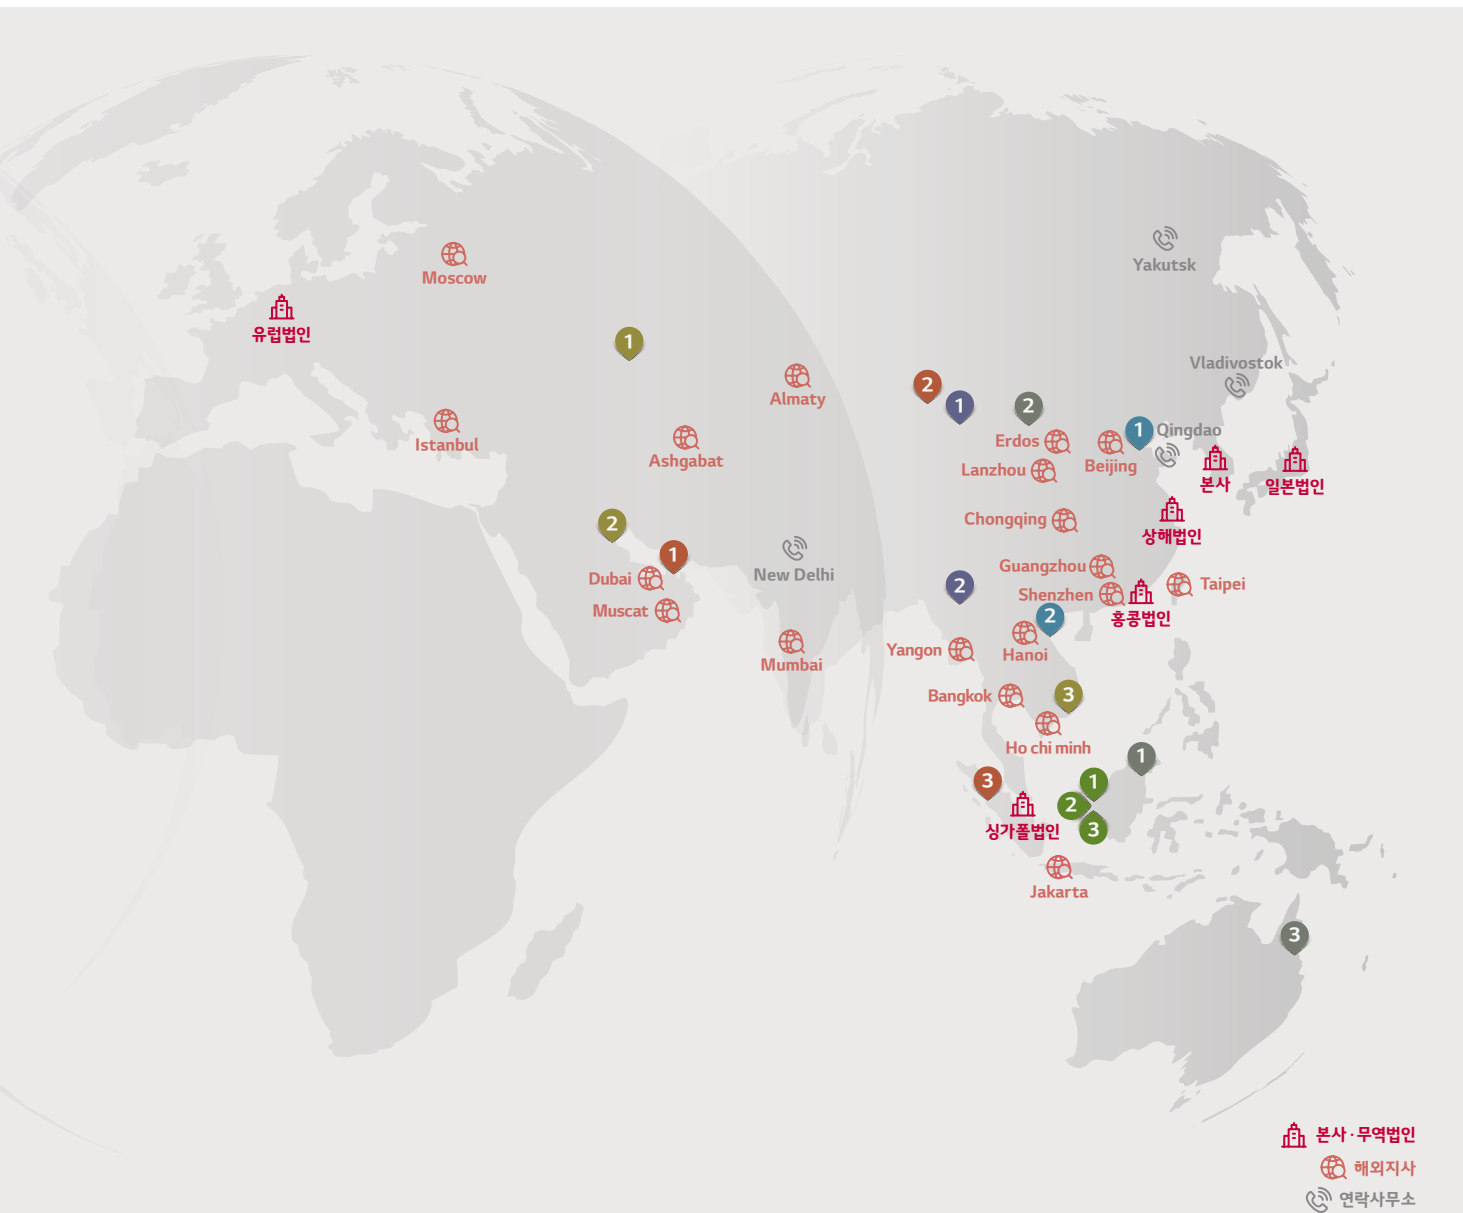 Yakutsk
Moscow
유럽법인
1
Vladivostok
Almaty
2
1
2
Istanbul
Ashgabat
Erdos
1
Qingdao
Beijing
Lanzhou
본사
일본법인
Chongqing
상해법인
2
1
New Delhi
Dubai
Muscat
Guangzhou
Shenzhen
Taipei
홍콩법인
2
2
Mumbai
Yangon
Hanoi
Bangkok
3
Ho chi minh
1
3
1
2
3
싱가폴법인
Jakarta
3
본사·무역법인
해외지사
연락사무소